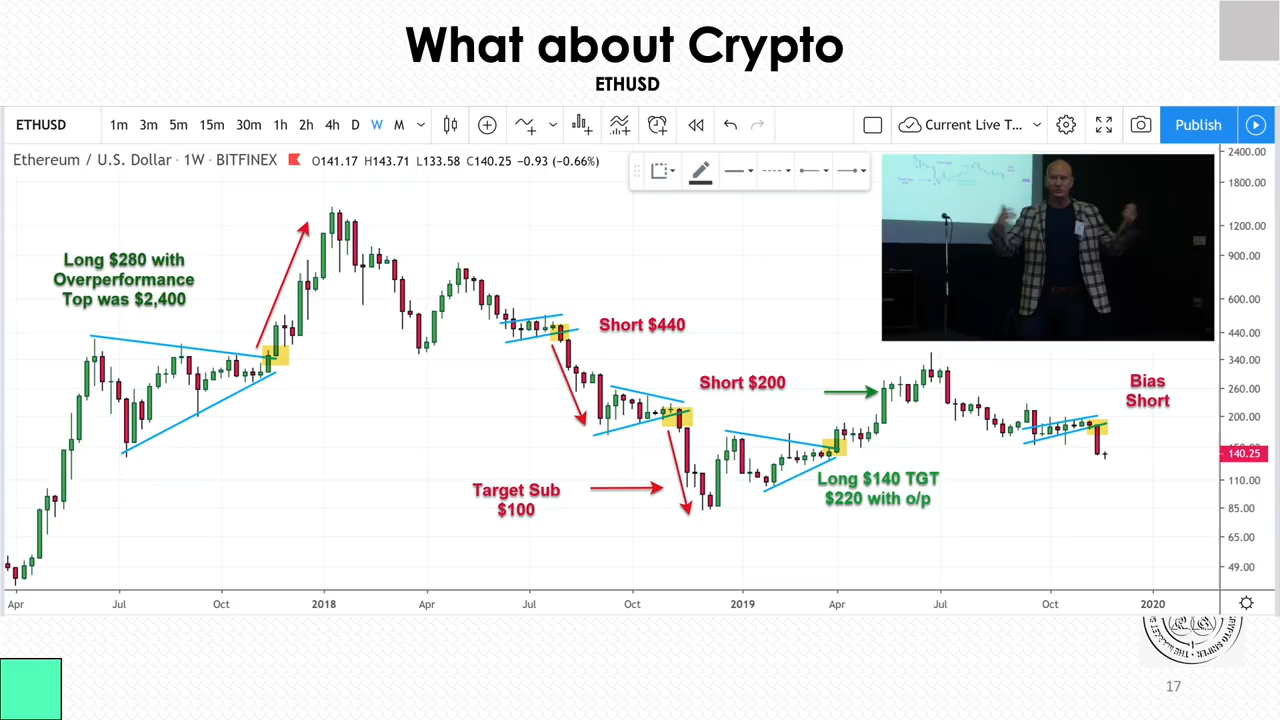 What about Crypto
ETHUSD
ETHUSD 1m 3m 5m 15m 30m 1h 2h 4h D W M Current Live T... Publish
Ethereum / U.S. Dollar · 1W · BITFINEX O141.17 H143.71 L133.58 C140.25 −0.93 (−0.66%)
2400.00
1800.00
1200.00
900.00
600.00
440.00
340.00
260.00
200.00
140.25
110.00
85.00
65.00
49.00
Long $280 with
Overperformance
Top was $2,400
Short $440
Short $200
Target Sub
$100
Long $140 TGT
$220 with o/p
Bias
Short
Apr Jul Oct 2018 Apr Jul Oct 2019 Apr Jul Oct 2020
17